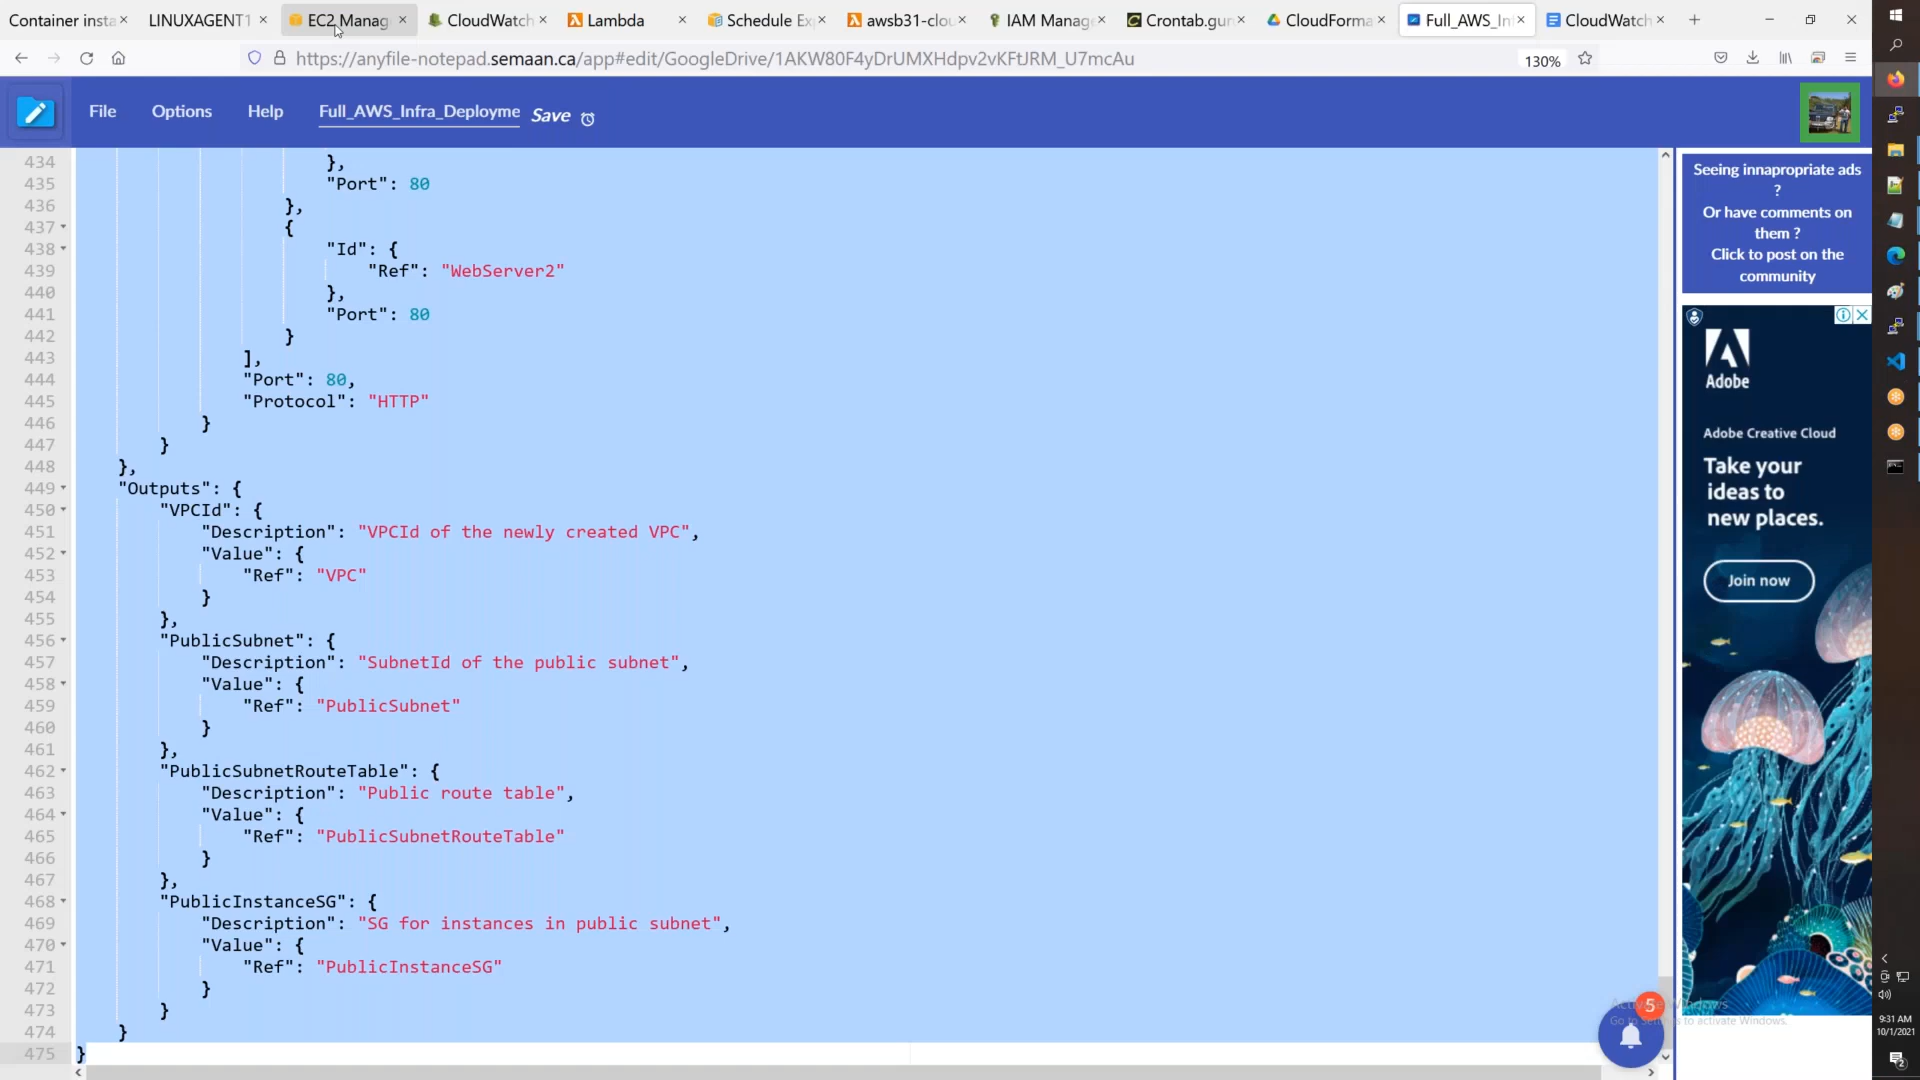 Container insta
LINUXAGENT1
EC2 Manag
CloudWatch
Lambda
Schedule Ex
awsb31-clou
IAM Manage
Crontab.gur
CloudForma
Full_AWS_In
CloudWatch
https://anyfile-notepad.semaan.ca/app#edit/GoogleDrive/1AKW80F4yDrUMXHdpv2vKFtJRM_U7mcAu
130%
File
Options
Help
Full_AWS_Infra_Deployme
Save
434 },
435 "Port": 80
436 },
437 {
438 "Id": {
439 "Ref": "WebServer2"
440 },
441 "Port": 80
442 }
443 ],
444 "Port": 80,
445 "Protocol": "HTTP"
446 }
447 }
448 },
449 "Outputs": {
450 "VPCId": {
451 "Description": "VPCId of the newly created VPC",
452 "Value": {
453 "Ref": "VPC"
454 }
455 },
456 "PublicSubnet": {
457 "Description": "SubnetId of the public subnet",
458 "Value": {
459 "Ref": "PublicSubnet"
460 }
461 },
462 "PublicSubnetRouteTable": {
463 "Description": "Public route table",
464 "Value": {
465 "Ref": "PublicSubnetRouteTable"
466 }
467 },
468 "PublicInstanceSG": {
469 "Description": "SG for instances in public subnet",
470 "Value": {
471 "Ref": "PublicInstanceSG"
472 }
473 }
474 }
475 }
Seeing innapropriate ads
?
Or have comments on
them ?
Click to post on the
community
Adobe
Adobe Creative Cloud
Take your
ideas to
new places.
Join now
5
9:31 AM
10/1/2021
2